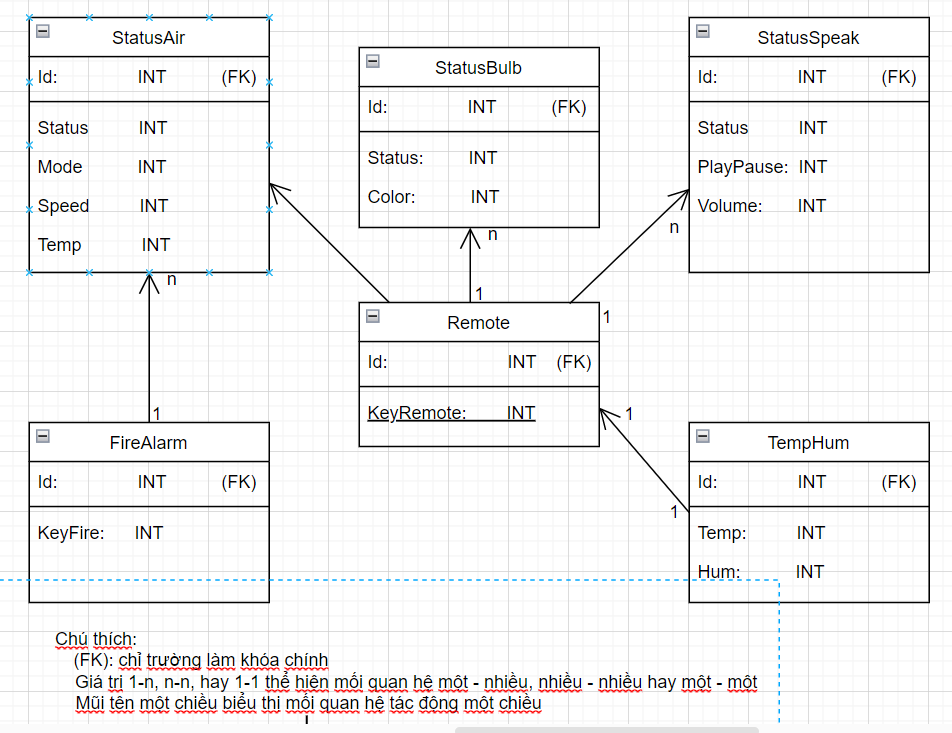 StatusAir
Id: INT (FK)
Status INT
Mode INT
Speed INT
Temp INT
n
StatusBulb
Id: INT (FK)
Status: INT
Color: INT
n
StatusSpeak
Id: INT (FK)
Status INT
PlayPause: INT
Volume: INT
n
1
Remote
1
Id: INT (FK)
KeyRemote: INT
1
1
FireAlarm
Id: INT (FK)
KeyFire: INT
TempHum
Id: INT (FK)
1
Temp: INT
Hum: INT
Chú thích:
(FK): chỉ trường làm khóa chính
Giá trị 1-n, n-n, hay 1-1 thể hiện mối quan hệ một - nhiều, nhiều - nhiều hay một - một
Mũi tên một chiều biểu thị mối quan hệ tác động một chiều